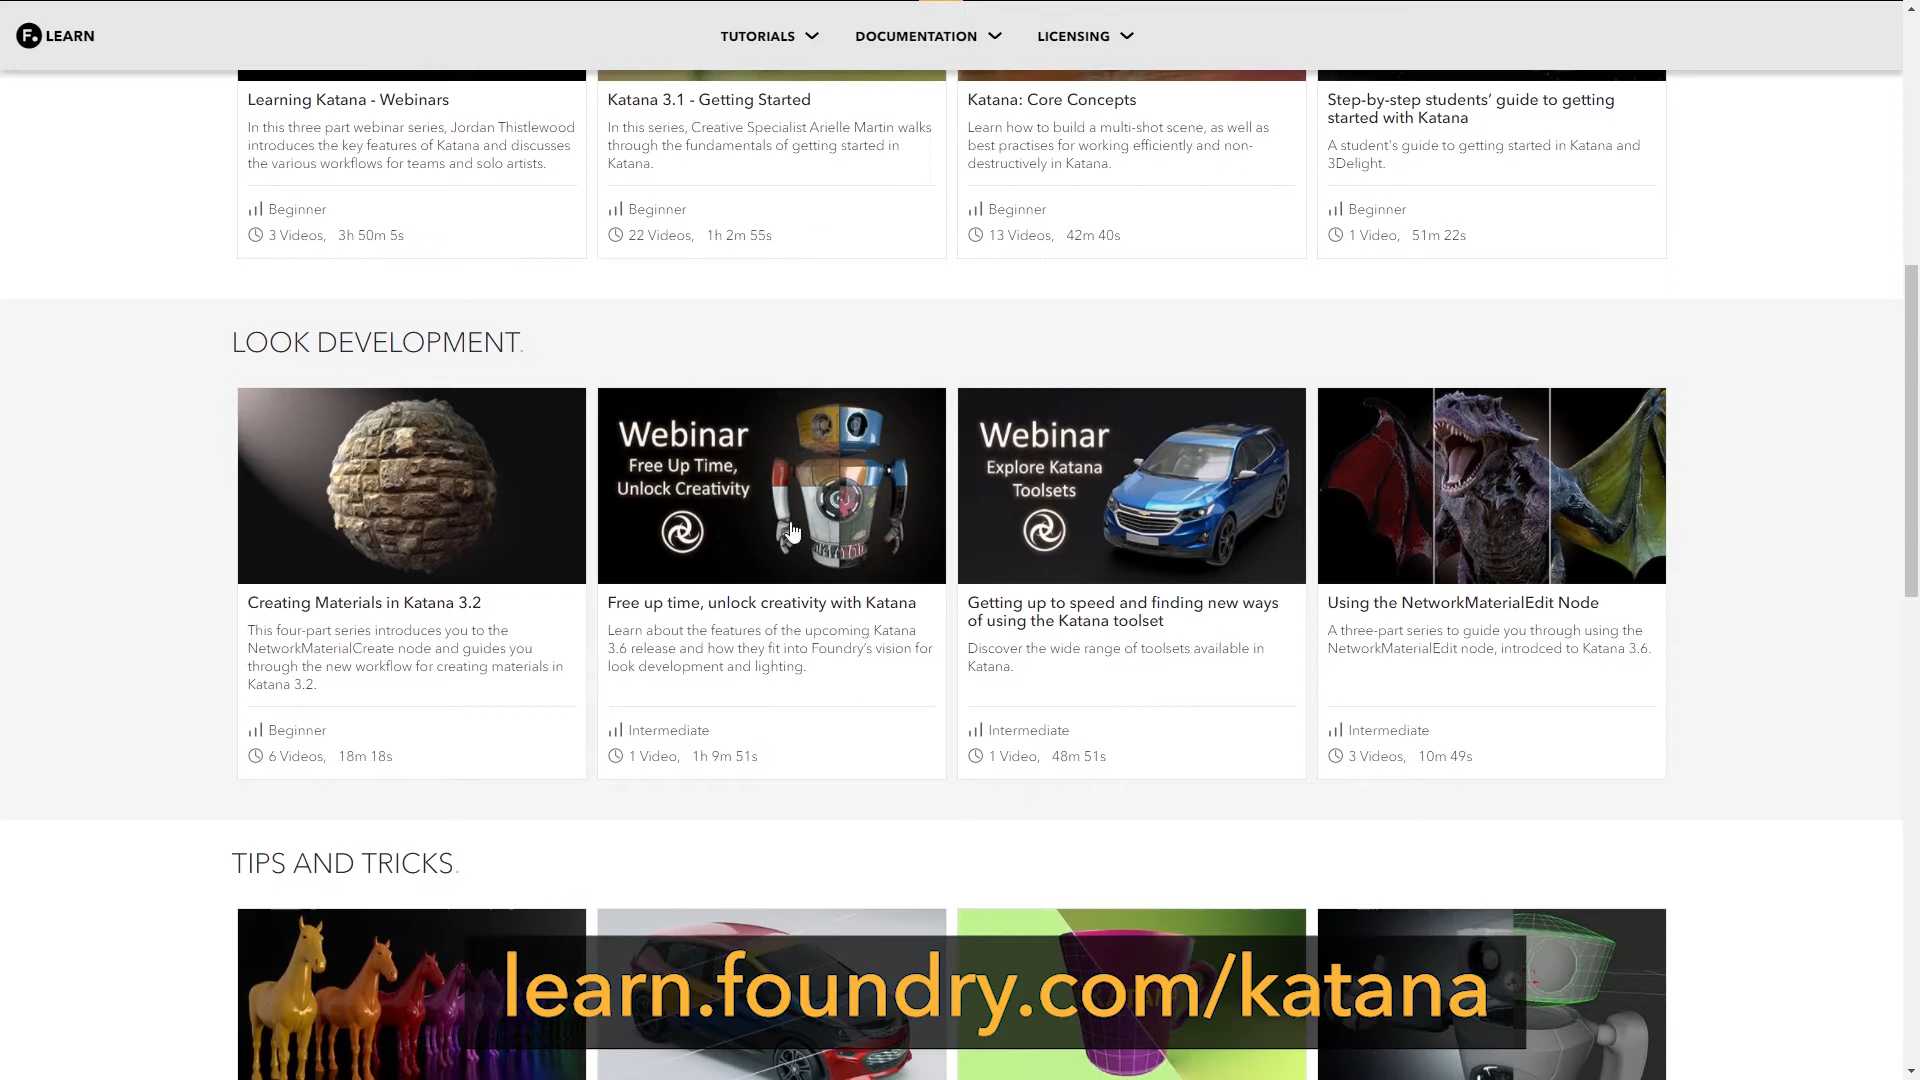 F. LEARN
TUTORIALS
DOCUMENTATION
LICENSING
Learning Katana - Webinars
In this three part webinar series, Jordan Thistlewood
introduces the key features of Katana and discusses
the various workflows for teams and solo artists.
Beginner
3 Videos, 3h 50m 5s
Katana 3.1 - Getting Started
In this series, Creative Specialist Arielle Martin walks
through the fundamentals of getting started in
Katana.
Beginner
22 Videos, 1h 2m 55s
Katana: Core Concepts
Learn how to build a multi-shot scene, as well as
best practises for working efficiently and non-
destructively in Katana.
Beginner
13 Videos, 42m 40s
Step-by-step students’ guide to getting
started with Katana
A student's guide to getting started in Katana and
3Delight.
Beginner
1 Video, 51m 22s
LOOK DEVELOPMENT.
Creating Materials in Katana 3.2
This four-part series introduces you to the
NetworkMaterialCreate node and guides you
through the new workflow for creating materials in
Katana 3.2.
Beginner
6 Videos, 18m 18s
Webinar
Free Up Time,
Unlock Creativity
Free up time, unlock creativity with Katana
Learn about the features of the upcoming Katana
3.6 release and how they fit into Foundry’s vision for
look development and lighting.
Intermediate
1 Video, 1h 9m 51s
Webinar
Explore Katana
Toolsets
Getting up to speed and finding new ways
of using the Katana toolset
Discover the wide range of toolsets available in
Katana.
Intermediate
1 Video, 48m 51s
Using the NetworkMaterialEdit Node
A three-part series to guide you through using the
NetworkMaterialEdit node, introdced to Katana 3.6.
Intermediate
3 Videos, 10m 49s
TIPS AND TRICKS.
learn.foundry.com/katana